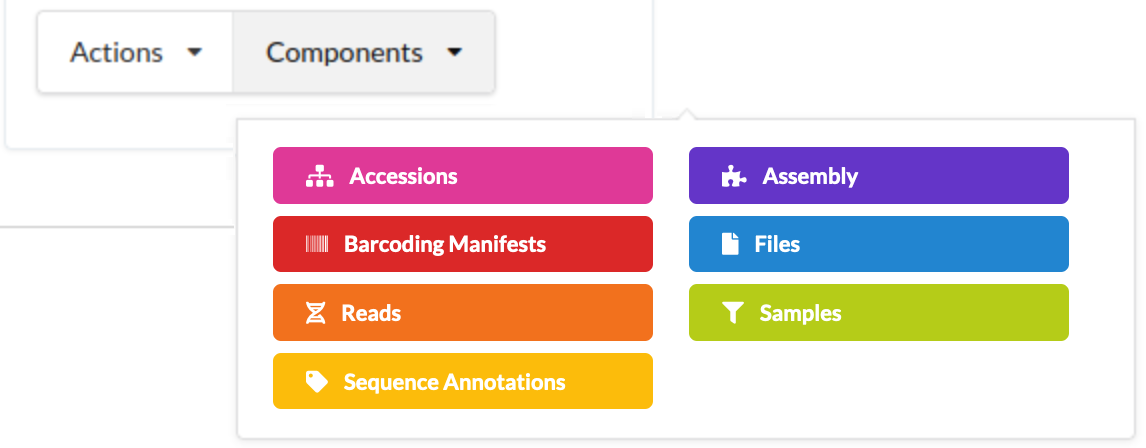 Actions
Components
Accessions
Assembly
Barcoding Manifests
Files
Reads
Samples
Sequence Annotations